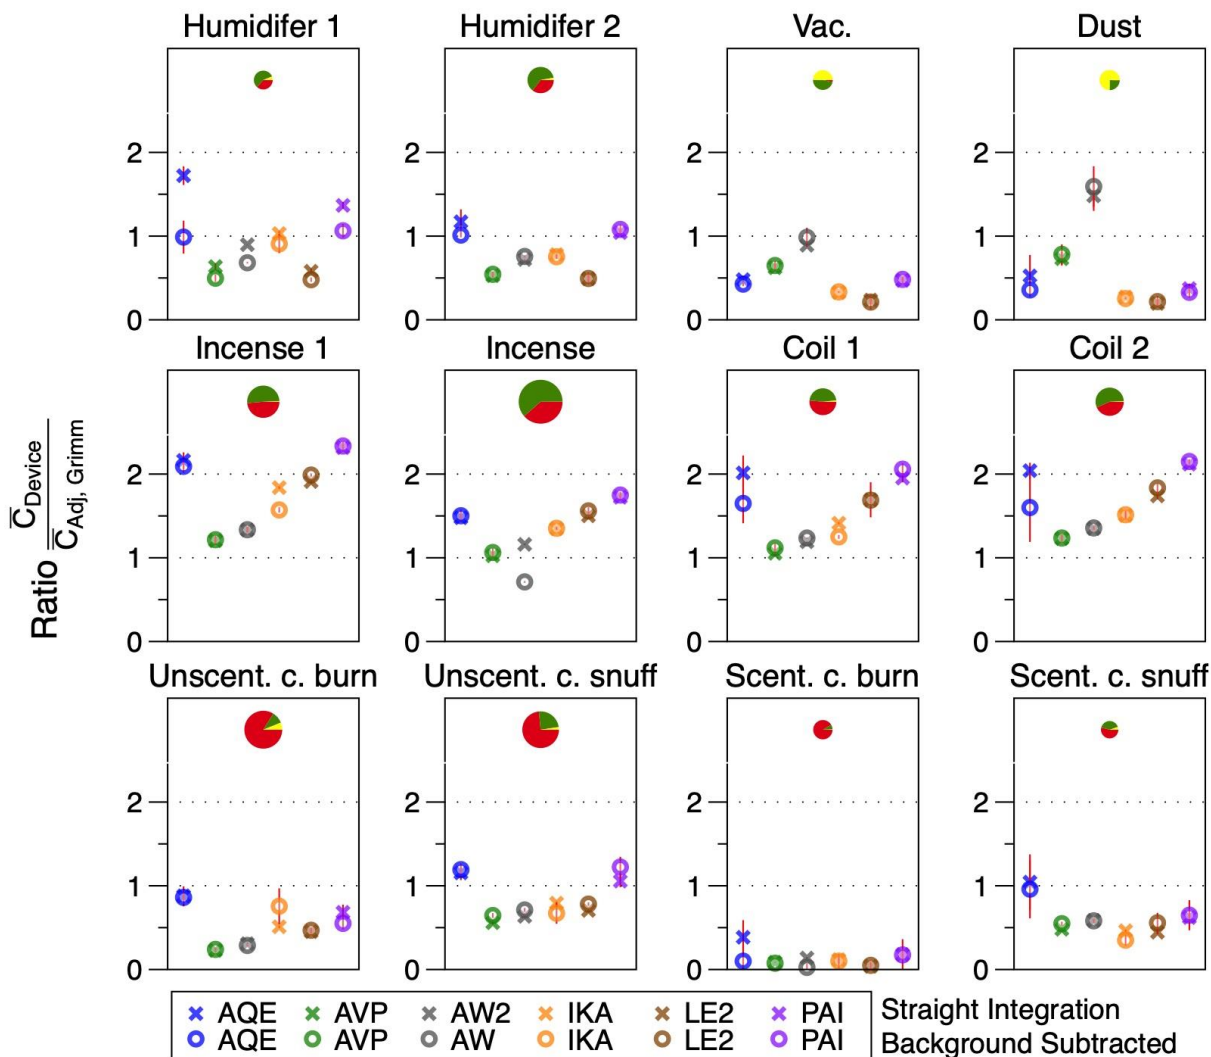 Humidifer 1 Humidifer 2 Vac. Dust
2 2 2 2
1 1 1 1
0 0 0 0
Incense 1 Incense Coil 1 Coil 2
2 2 2 2
1 1 1 1
0 0 0 0
Ratio C̅Device / C̅Adj, Grimm
Unscent. c. burn Unscent. c. snuff Scent. c. burn Scent. c. snuff
2 2 2 2
1 1 1 1
0 0 0 0
AQE AVP AW2 IKA LE2 PAI Straight Integration
AQE AVP AW IKA LE2 PAI Background Subtracted